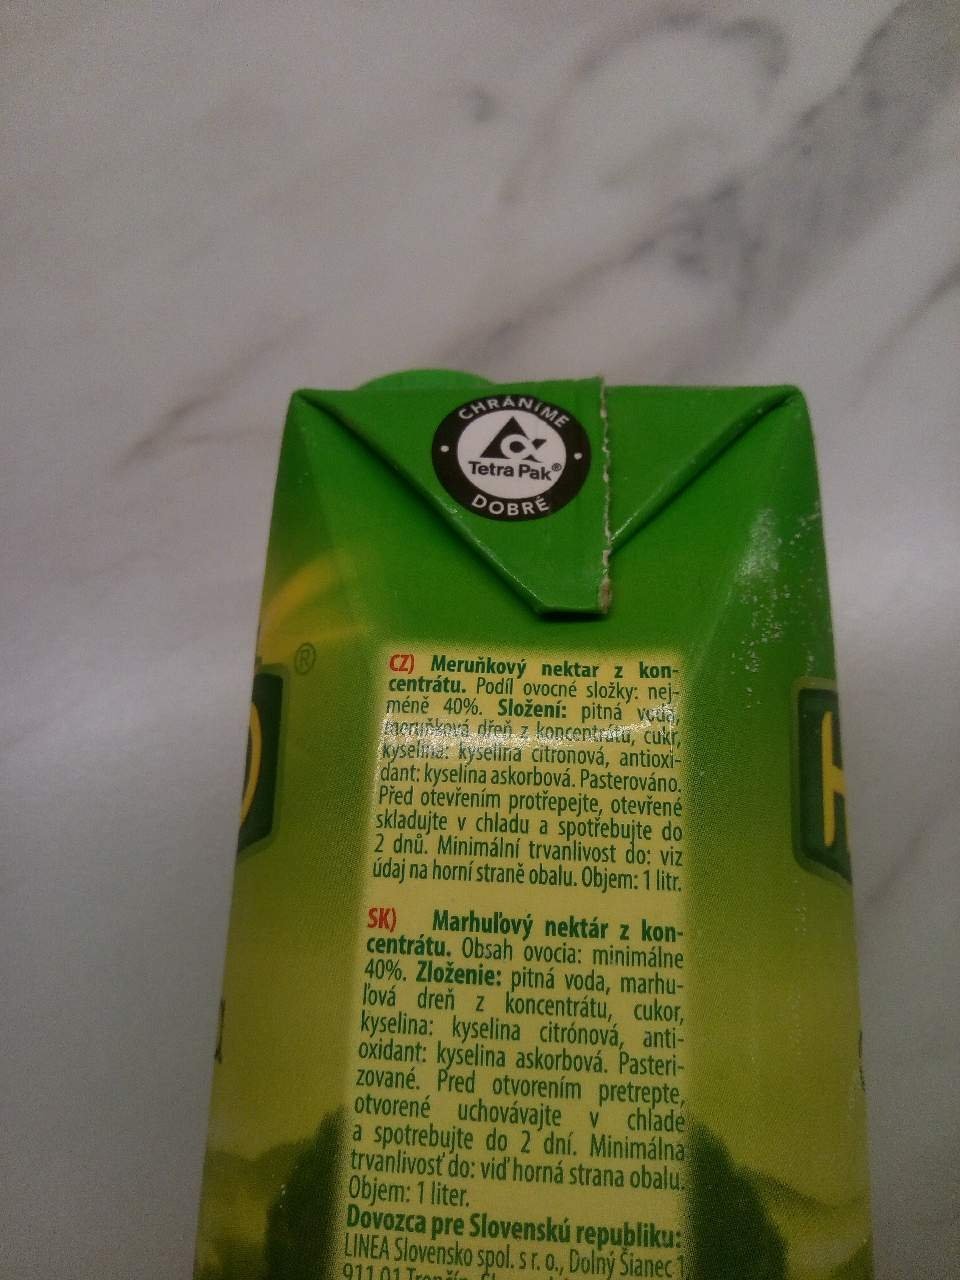 CHRÁNÍME
Tetra Pak®
DOBRÉ
®
CZ) Meruňkový nektar z kon-
centrátu. Podíl ovocné složky: nej-
méně 40%. Složení: pitná voda,
meruňková dřeň z koncentrátu, cukr,
kyselina: kyselina citronová, antioxi-
dant: kyselina askorbová. Pasterováno.
Před otevřením protřepejte, otevřené
skladujte v chladu a spotřebujte do
2 dnů. Minimální trvanlivost do: viz
údaj na horní straně obalu. Objem: 1 litr.
SK) Marhuľový nektár z kon-
centrátu. Obsah ovocia: minimálne
40%. Zloženie: pitná voda, marhu-
ľová dreň z koncentrátu, cukor,
kyselina: kyselina citrónová, anti-
oxidant: kyselina askorbová. Pasteri-
zované. Pred otvorením pretrepte,
otvorené uchovávajte v chlade
a spotrebujte do 2 dní. Minimálna
trvanlivosť do: viď horná strana obalu.
Objem: 1 liter.
Dovozca pre Slovenskú republiku:
LINEA Slovensko spol. s r. o., Dolný Šianec 1
911 01 Trenčín,